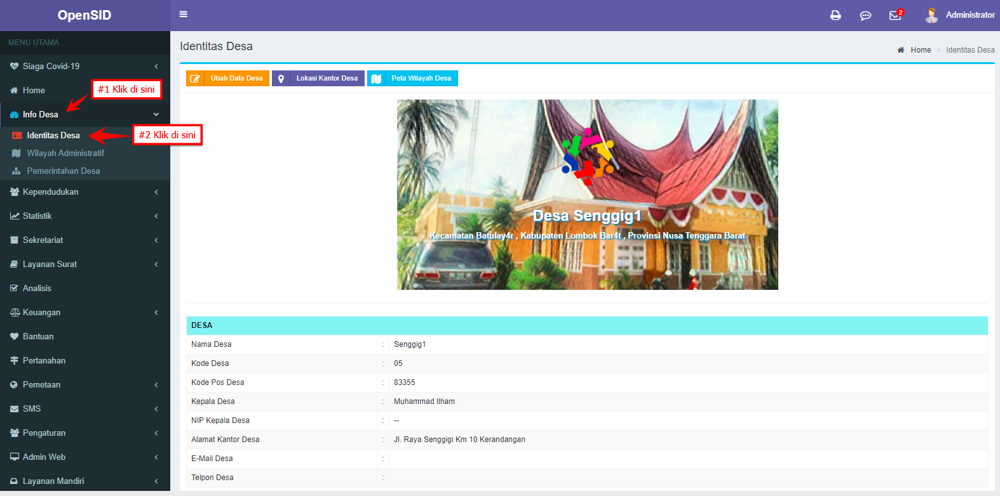 OpenSID
2
Administrator
MENU UTAMA
Siaga Covid-19
Home
#1 Klik di sini
Info Desa
Identitas Desa
#2 Klik di sini
Wilayah Administratif
Pemerintahan Desa
Kependudukan
Statistik
Sekretariat
Layanan Surat
Analisis
Keuangan
Bantuan
Pertanahan
Pemetaan
SMS
Pengaturan
Admin Web
Layanan Mandiri
Identitas Desa
Home > Identitas Desa
Ubah Data Desa
Lokasi Kantor Desa
Peta Wilayah Desa
Desa Senggig1
Kecamatan Batulay4r , Kabupaten Lombok Bar4t , Provinsi Nusa Tenggara Barat
DESA
Nama Desa : Senggig1
Kode Desa : 05
Kode Pos Desa : 83355
Kepala Desa : Muhammad Ilham
NIP Kepala Desa : --
Alamat Kantor Desa : Jl. Raya Senggigi Km 10 Kerandangan
E-Mail Desa :
Telpon Desa :